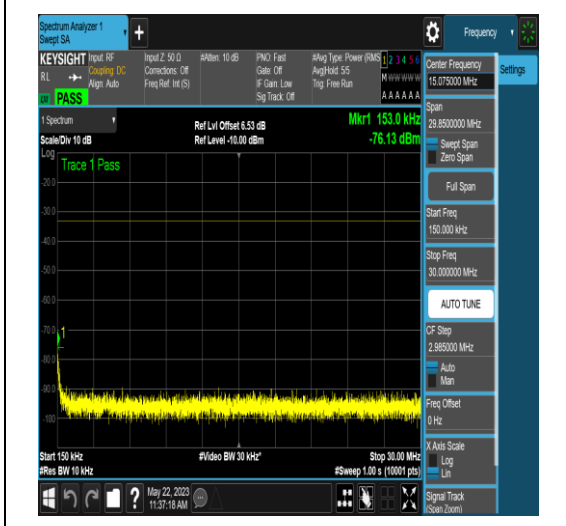 Spectrum Analyzer 1
Swept SA
Frequency
KEYSIGHT
RL
PASS
Input: RF
Coupling: DC
Align: Auto
Input Z: 50 Ω
Corrections: Off
Freq Ref: Int (S)
#Atten: 10 dB
PNO: Fast
Gate: Off
IF Gain: Low
Sig Track: Off
#Avg Type: Power (RMS
Avg|Hold: 5/5
Trig: Free Run
1 2 3 4 5 6
M W W W W W
A A A A A A
Settings
1 Spectrum
Scale/Div 10 dB
Ref Lvl Offset 6.53 dB
Ref Level -10.00 dBm
Mkr1 153.0 kHz
-76.13 dBm
Log
Trace 1 Pass
-20.0
-30.0
-40.0
-50.0
-60.0
-70.0
-80.0
-90.0
-100
1
Start 150 kHz
#Res BW 10 kHz
#Video BW 30 kHz*
Stop 30.00 MHz
#Sweep 1.00 s (10001 pts)
May 22, 2023
11:37:18 AM
Center Frequency
15.075000 MHz
Span
29.8500000 MHz
Swept Span
Zero Span
Full Span
Start Freq
150.000 kHz
Stop Freq
30.000000 MHz
AUTO TUNE
CF Step
2.985000 MHz
Auto
Man
Freq Offset
0 Hz
X Axis Scale
Log
Lin
Signal Track
(Span Zoom)